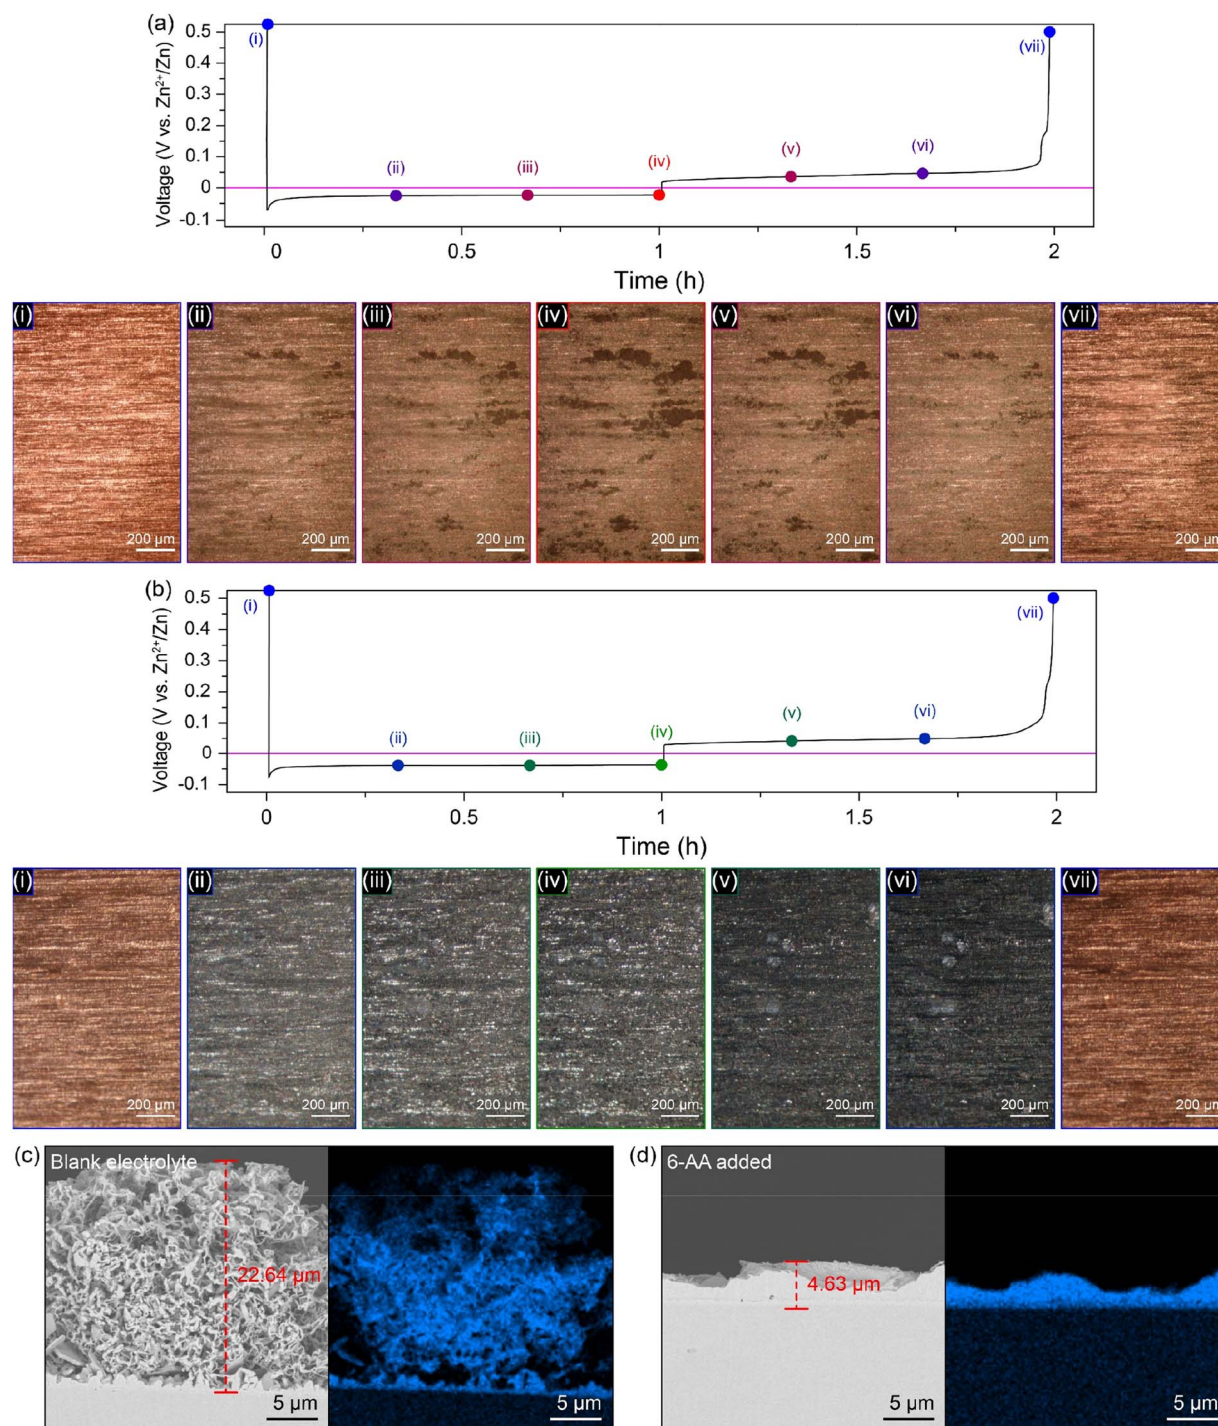 (a)
0.5
0.4
0.3
0.2
0.1
0
-0.1
Voltage (V vs. Zn²⁺/Zn)
(i)
(ii)
(iii)
(iv)
(v)
(vi)
(vii)
0
0.5
1
1.5
2
Time (h)
(i)
(ii)
(iii)
(iv)
(v)
(vi)
(vii)
200 µm
200 µm
200 µm
200 µm
200 µm
200 µm
200 µm
(b)
0.5
0.4
0.3
0.2
0.1
0
-0.1
Voltage (V vs. Zn²⁺/Zn)
(i)
(ii)
(iii)
(iv)
(v)
(vi)
(vii)
0
0.5
1
1.5
2
Time (h)
(i)
(ii)
(iii)
(iv)
(v)
(vi)
(vii)
200 µm
200 µm
200 µm
200 µm
200 µm
200 µm
200 µm
(c)
Blank electrolyte
22.64 µm
5 µm
5 µm
(d)
6-AA added
4.63 µm
5 µm
5 µm